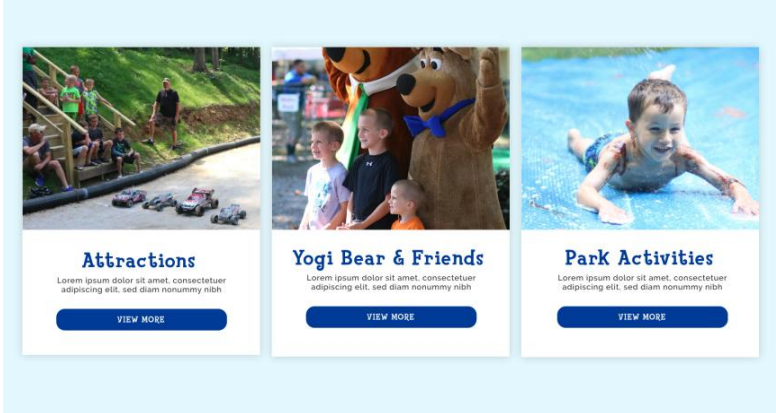 Attractions
Lorem ipsum dolor sit amet, consectetuer
adipiscing elit, sed diam nonummy nibh
VIEW MORE
Yogi Bear & Friends
Lorem ipsum dolor sit amet, consectetuer
adipiscing elit, sed diam nonummy nibh
VIEW MORE
Park Activities
Lorem ipsum dolor sit amet, consectetuer
adipiscing elit, sed diam nonummy nibh
VIEW MORE